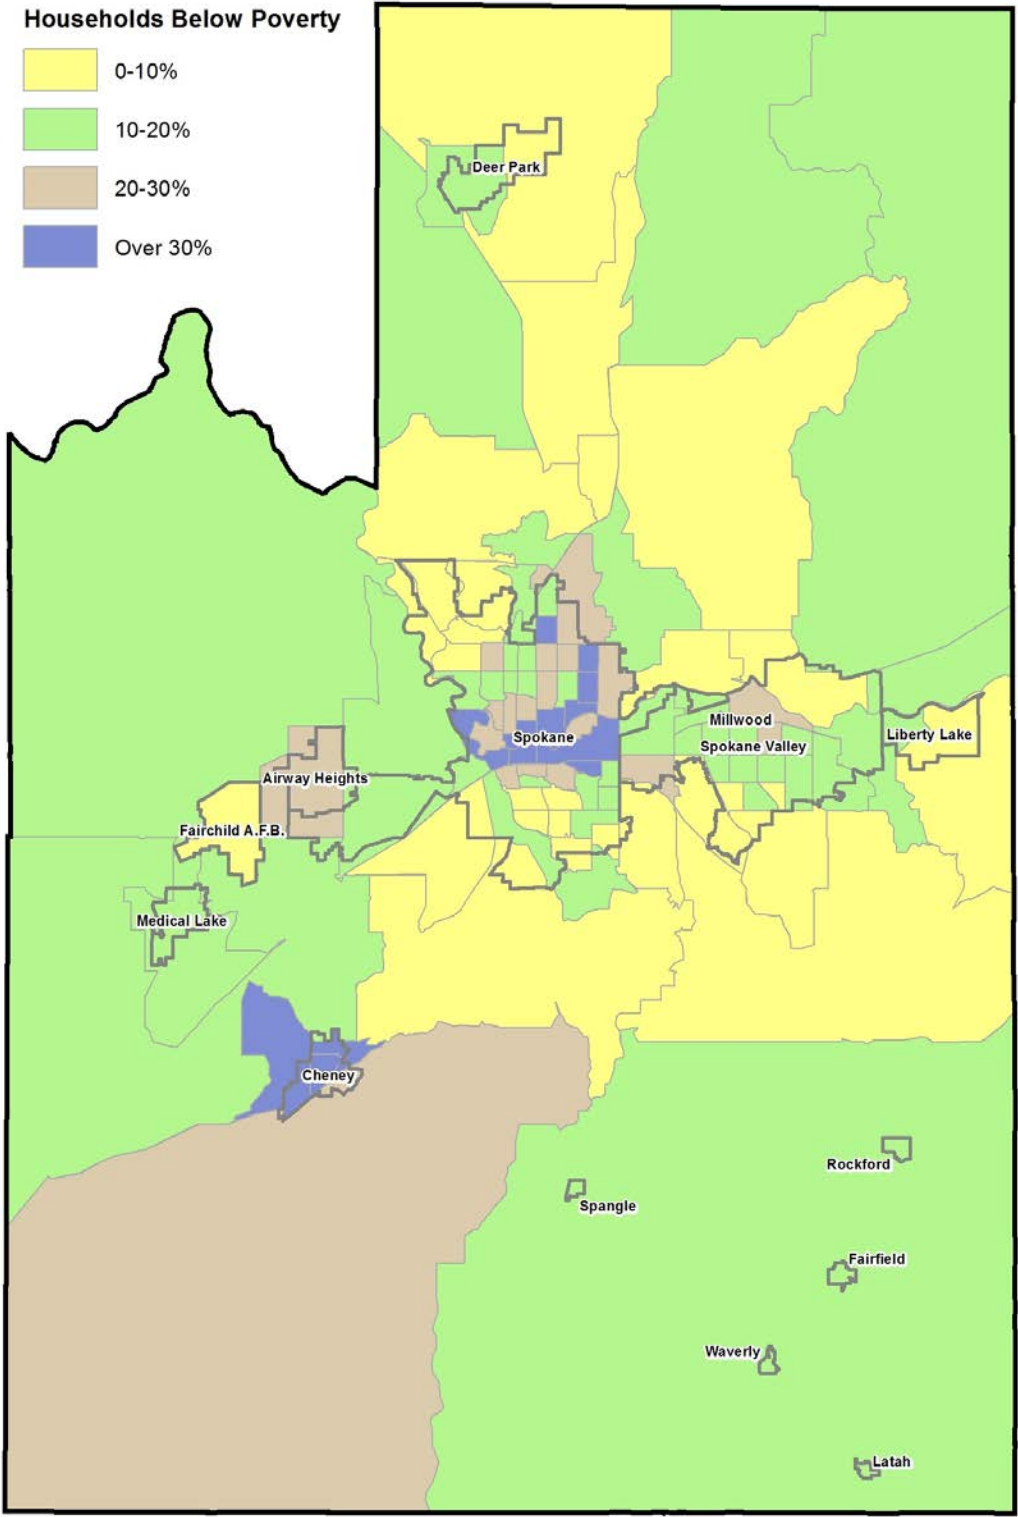 Households Below Poverty
0-10%
10-20%
20-30%
Over 30%
Deer Park
Millwood
Spokane
Liberty Lake
Spokane Valley
Airway Heights
Fairchild A.F.B.
Medical Lake
Cheney
Rockford
Spangle
Fairfield
Waverly
Latah